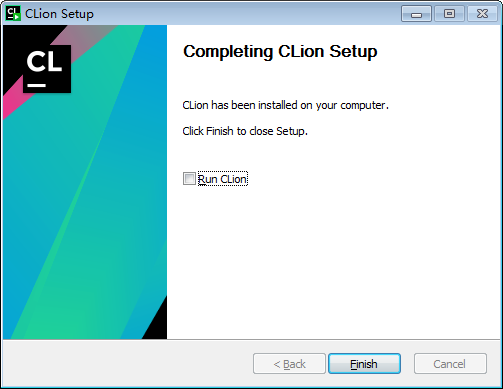 CL CLion Setup
CL
Completing CLion Setup
CLion has been installed on your computer.
Click Finish to close Setup.
Run CLion
< Back
Finish
Cancel